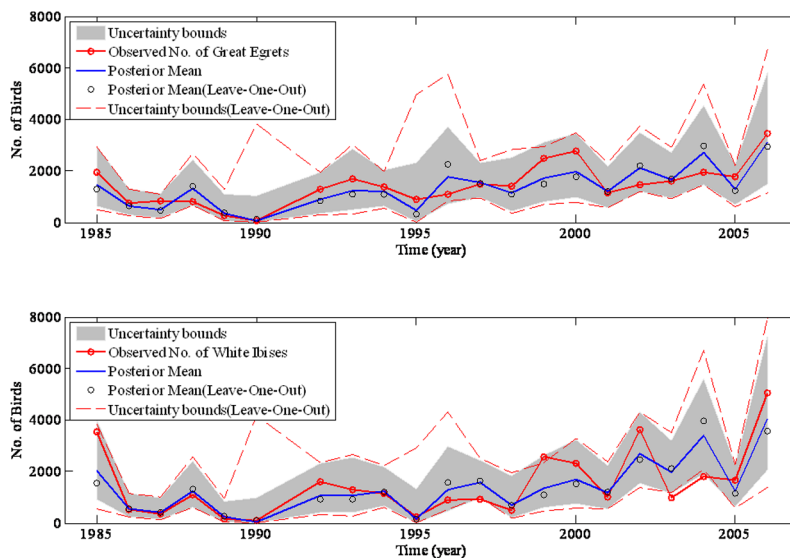 8000
6000
4000
2000
0
No. of Birds
Uncertainty bounds
Observed No. of Great Egrets
Posterior Mean
Posterior Mean(Leave-One-Out)
Uncertainty bounds(Leave-One-Out)
1985
1990
1995
2000
2005
Time (year)
8000
6000
4000
2000
0
No. of Birds
Uncertainty bounds
Observed No. of White Ibises
Posterior Mean
Posterior Mean(Leave-One-Out)
Uncertainty bounds(Leave-One-Out)
1985
1990
1995
2000
2005
Time (year)